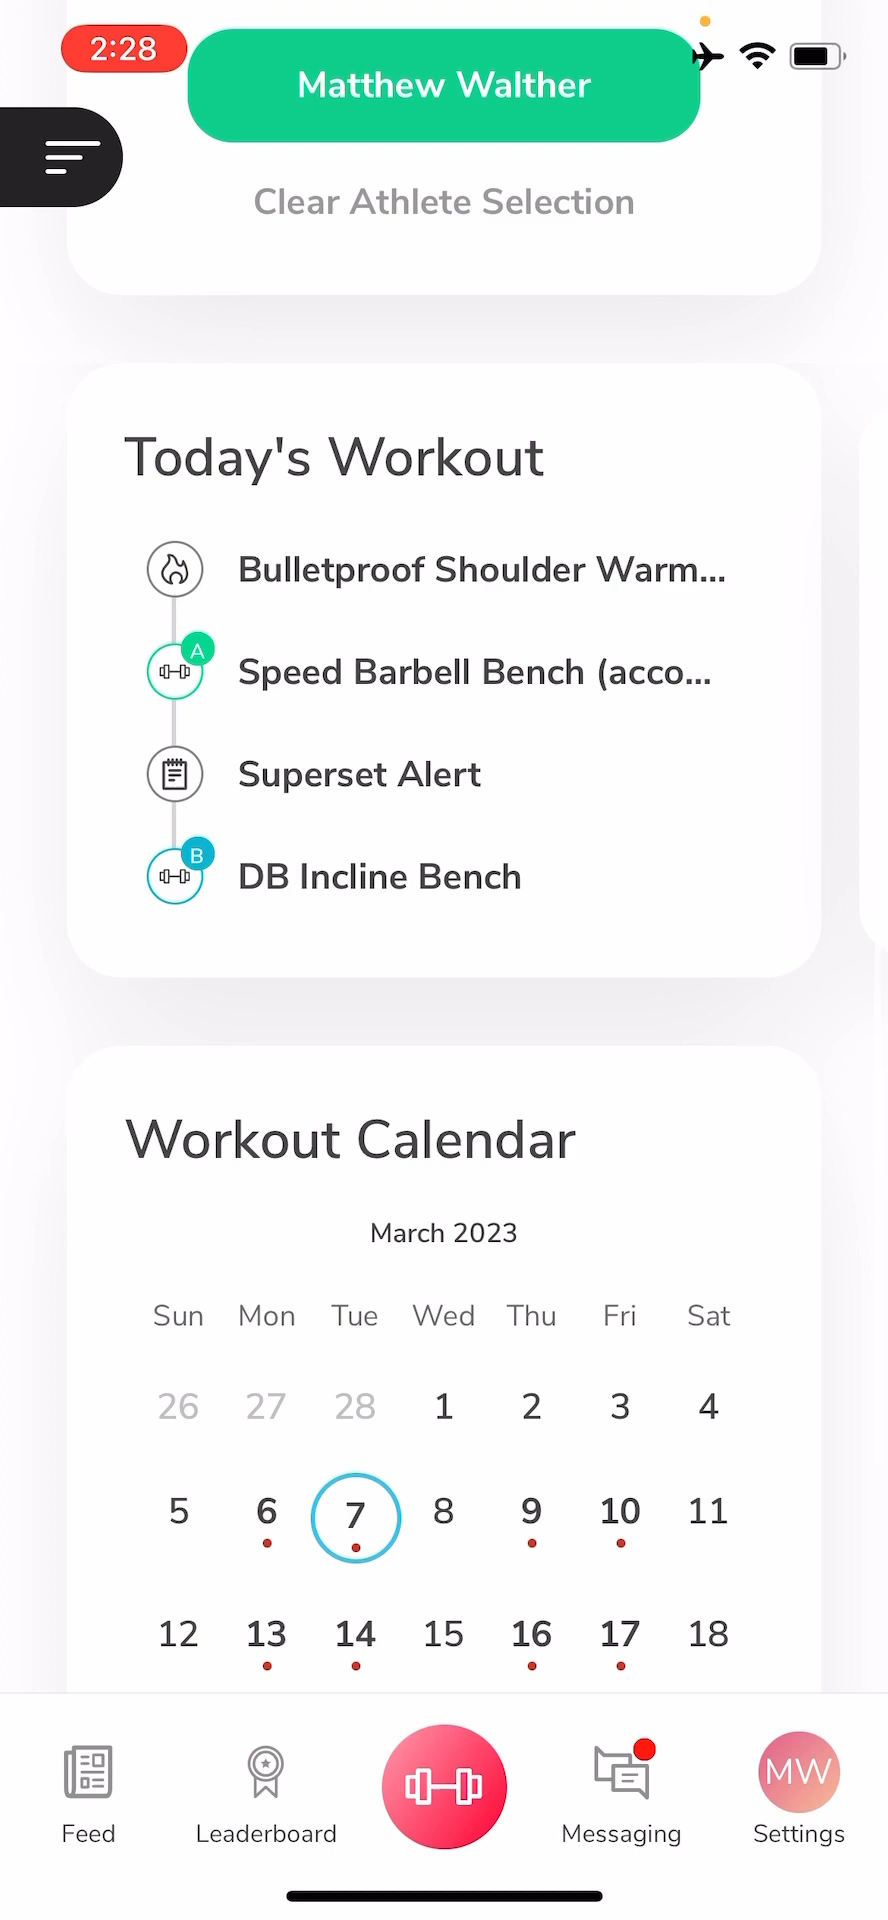 2:28
Matthew Walther
Clear Athlete Selection
Today's Workout
Bulletproof Shoulder Warm...
A
Speed Barbell Bench (acco...
Superset Alert
B
DB Incline Bench
Workout Calendar
March 2023
Sun Mon Tue Wed Thu Fri Sat
26 27 28 1 2 3 4
5 6 7 8 9 10 11
12 13 14 15 16 17 18
MW
Feed Leaderboard Messaging Settings